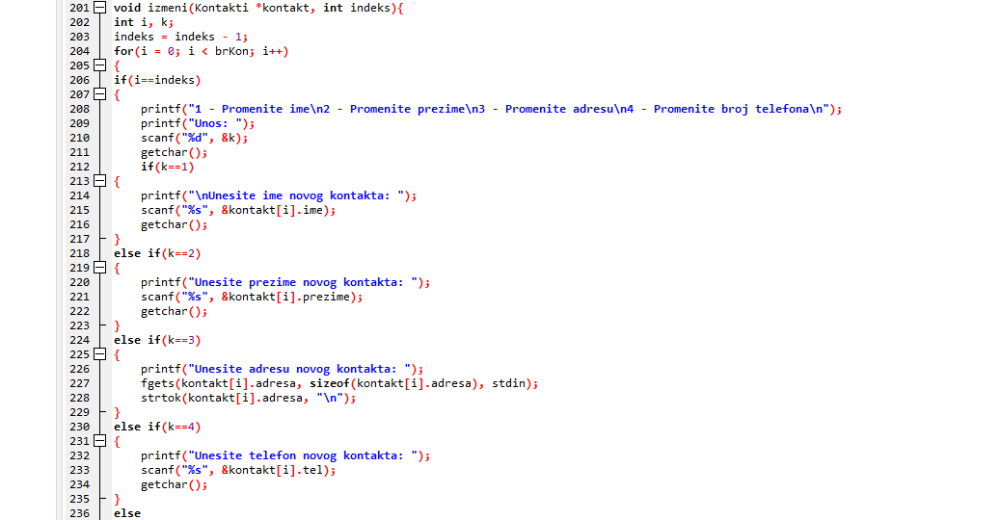 201 void izmeni(Kontakti *kontakt, int indeks){
202 int i, k;
203 indeks = indeks - 1;
204 for(i = 0; i < brKon; i++)
205 {
206 if(i==indeks)
207 {
208 printf("1 - Promenite ime\n2 - Promenite prezime\n3 - Promenite adresu\n4 - Promenite broj telefona\n");
209 printf("Unos: ");
210 scanf("%d", &k);
211 getchar();
212 if(k==1)
213 {
214 printf("\nUnesite ime novog kontakta: ");
215 scanf("%s", &kontakt[i].ime);
216 getchar();
217 }
218 else if(k==2)
219 {
220 printf("Unesite prezime novog kontakta: ");
221 scanf("%s", &kontakt[i].prezime);
222 getchar();
223 }
224 else if(k==3)
225 {
226 printf("Unesite adresu novog kontakta: ");
227 fgets(kontakt[i].adresa, sizeof(kontakt[i].adresa), stdin);
228 strtok(kontakt[i].adresa, "\n");
229 }
230 else if(k==4)
231 {
232 printf("Unesite telefon novog kontakta: ");
233 scanf("%s", &kontakt[i].tel);
234 getchar();
235 }
236 else